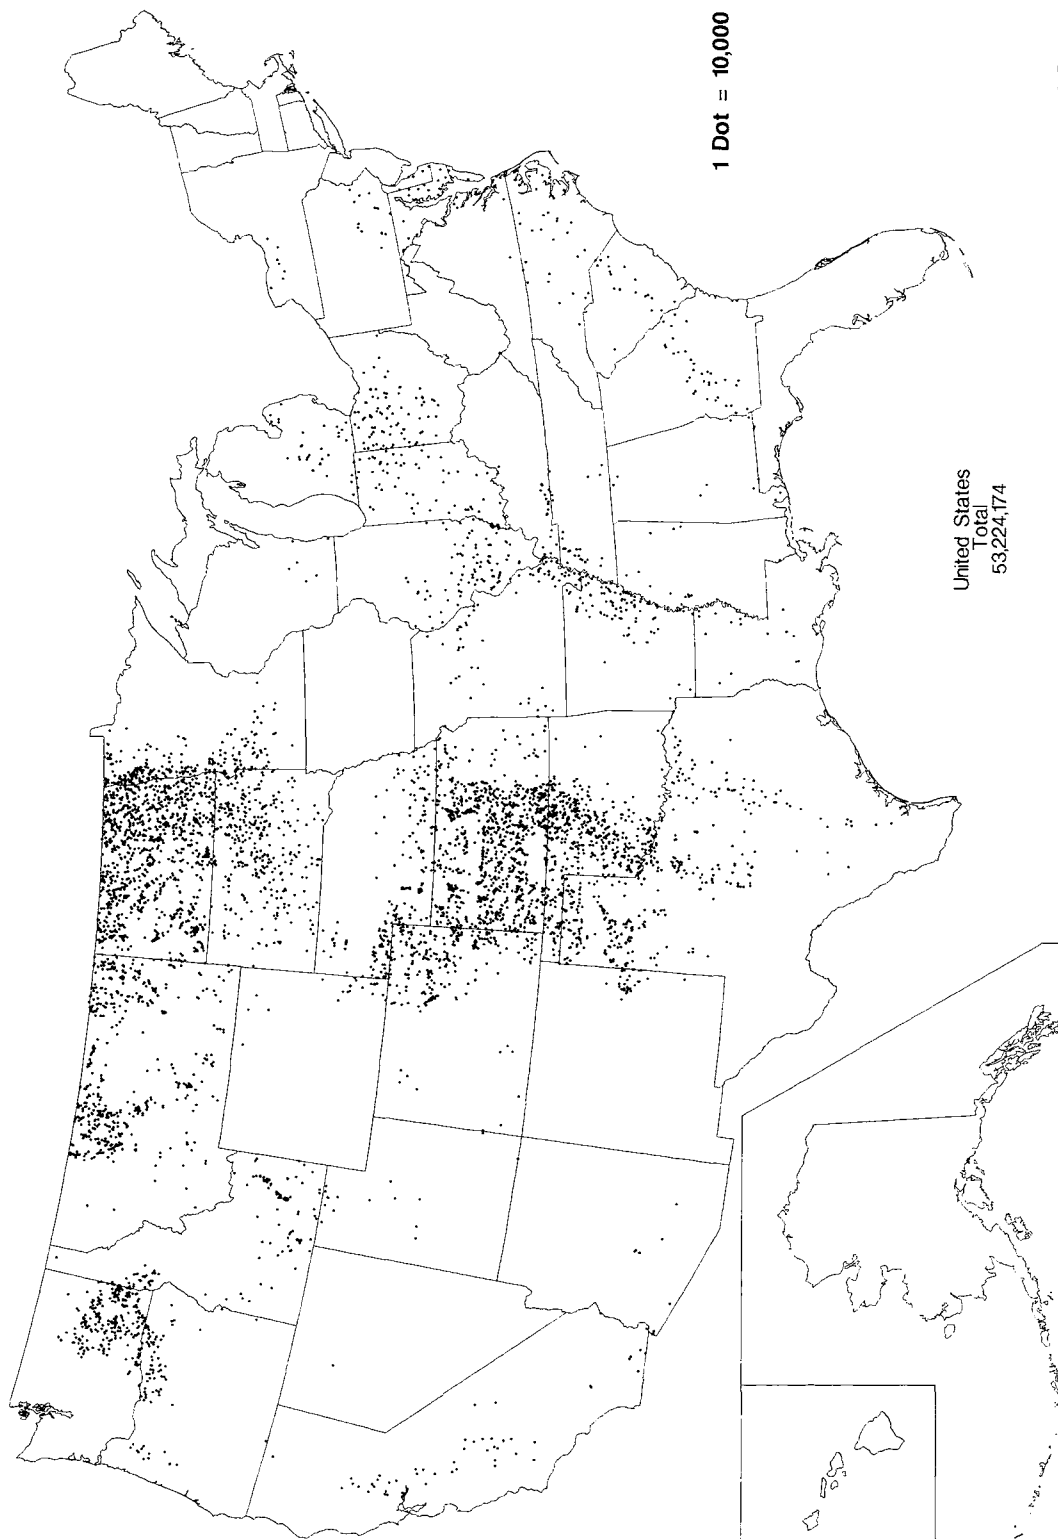 1 Dot = 10,000
United States
Total
53,224,174